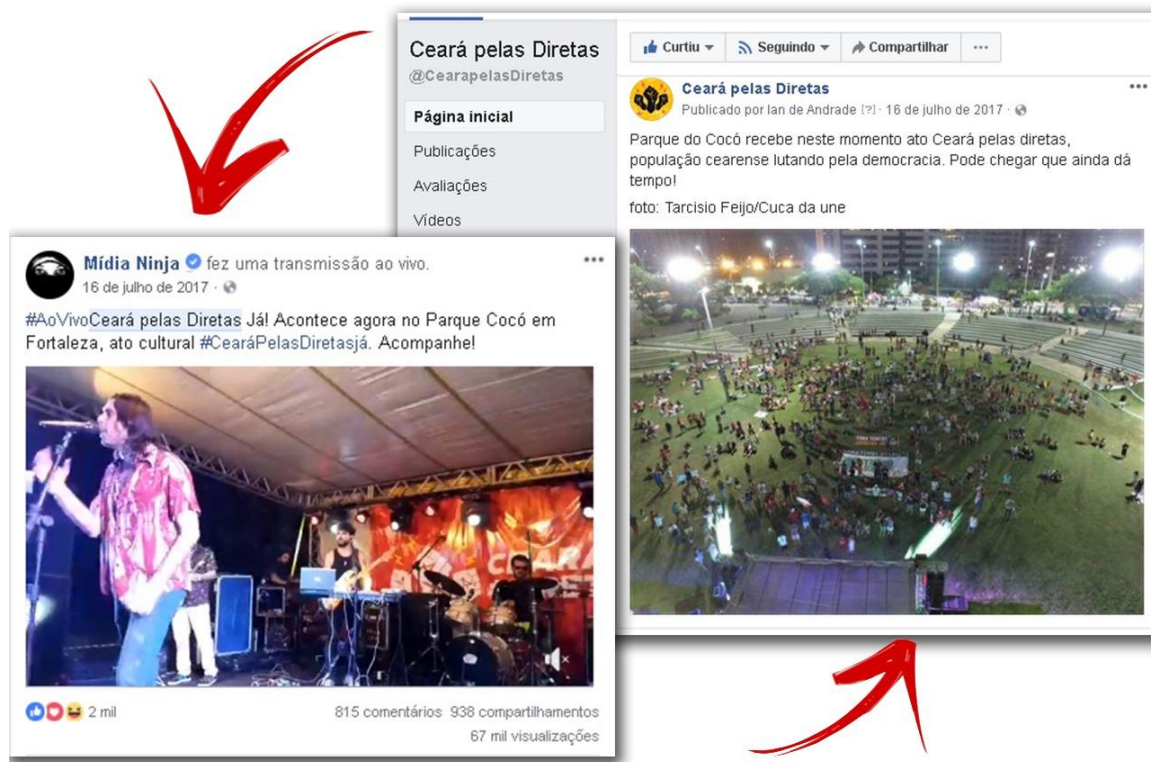 Ceará pelas Diretas
@CearapelasDiretas
Página inicial
Publicações
Avaliações
Vídeos
Curtiu
Seguindo
Compartilhar
Ceará pelas Diretas
Publicado por Ian de Andrade [?] · 16 de julho de 2017 ·
Parque do Cocó recebe neste momento ato Ceará pelas diretas,
população cearense lutando pela democracia. Pode chegar que ainda dá
tempo!
foto: Tarcisio Feijo/Cuca da une
Mídia Ninja fez uma transmissão ao vivo.
16 de julho de 2017 ·
#AoVivoCeará pelas Diretas Já! Acontece agora no Parque Cocó em
Fortaleza, ato cultural #CearáPelasDiretasjá. Acompanhe!
CEARÁ
2 mil
815 comentários 938 compartilhamentos
67 mil visualizações